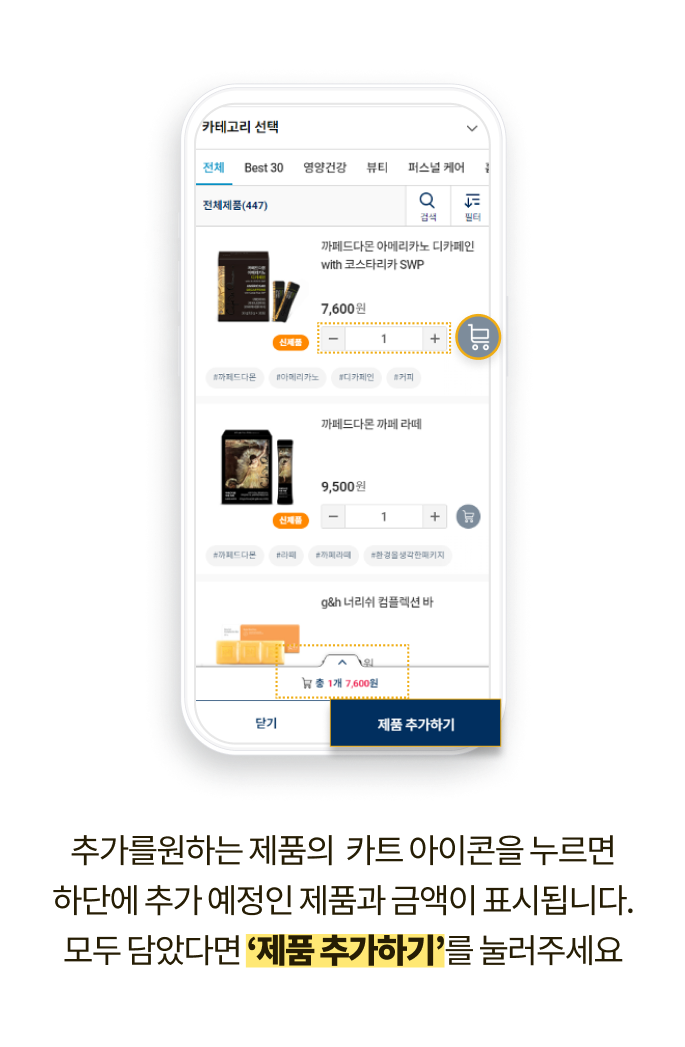 카테고리 선택
전체 Best 30 영양건강 뷰티 퍼스널 케어
전체제품(447)
검색
필터
까페드다몬 아메리카노 디카페인
with 코스타리카 SWP
7,600원
신제품
1
#까페드다몬 #아메리카노 #디카페인 #커피
까페드다몬 까페 라떼
9,500원
신제품
1
#까페드다몬 #라떼 #까페라떼 #환경을생각한패키지
g&h 너리쉬 컴플렉션 바
원
총 1개 7,600원
닫기
제품 추가하기
추가를원하는 제품의 카트 아이콘을 누르면
하단에 추가 예정인 제품과 금액이 표시됩니다.
모두 담았다면 ‘제품 추가하기’를 눌러주세요